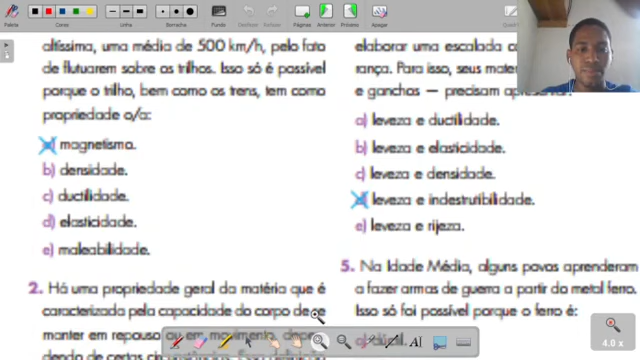 Paleta
Cores
Linha
Borracha
Fundo
Desfazer
Refazer
Páginas
Anterior
Próximo
Apagar
altíssima, uma média de 500 km/h, pelo fato
de flutuarem sobre os trilhos. Isso só é possível
porque o trilho, bem como os trens, tem como
propriedade o/a:
magnetismo.
b) densidade.
c) ductilidade.
d) elasticidade.
e) maleabilidade.
2. Há uma propriedade geral da matéria que é
caracterizada pela capacidade do corpo de se
manter em repouso ou em movimento,
dendo de certas
elaborar uma escalada
rança. Para isso, seus
e ganchos — precisam
a) leveza e ductilidade.
b) leveza e elasticidade.
c) leveza e densidade.
leveza e indestrutibilidade.
e) leveza e rijeza.
5. Na Idade Média, alguns povos aprenderam
a fazer armas de guerra a partir do metal ferro.
Isso só foi possível porque o ferro é:
4.0 x